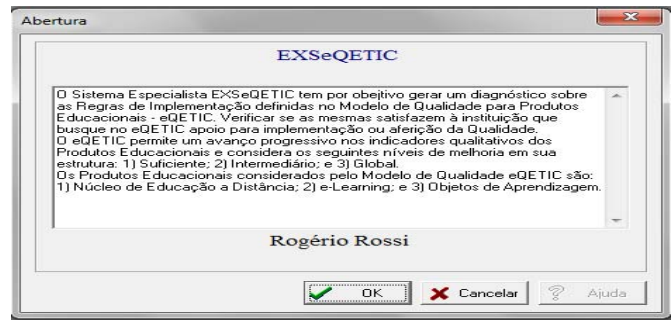 Abertura
EXSeQETIC
O Sistema Especialista EXSeQETIC tem por obejtivo gerar um diagnóstico sobre
as Regras de Implementação definidas no Modelo de Qualidade para Produtos
Educacionais - eQETIC. Verificar se as mesmas satisfazem à instituição que
busque no eQETIC apoio para implementação ou aferição da Qualidade.
O eQETIC permite um avanço progressivo nos indicadores qualitativos dos
Produtos Educacionais e considera os seguintes níveis de melhoria em sua
estrutura: 1) Suficiente; 2) Intermediário; e 3) Global.
Os Produtos Educacionais considerados pelo Modelo de Qualidade eQETIC são:
1) Núcleo de Educação a Distância; 2) e-Learning; e 3) Objetos de Aprendizagem.
Rogério Rossi
OK Cancelar Ajuda